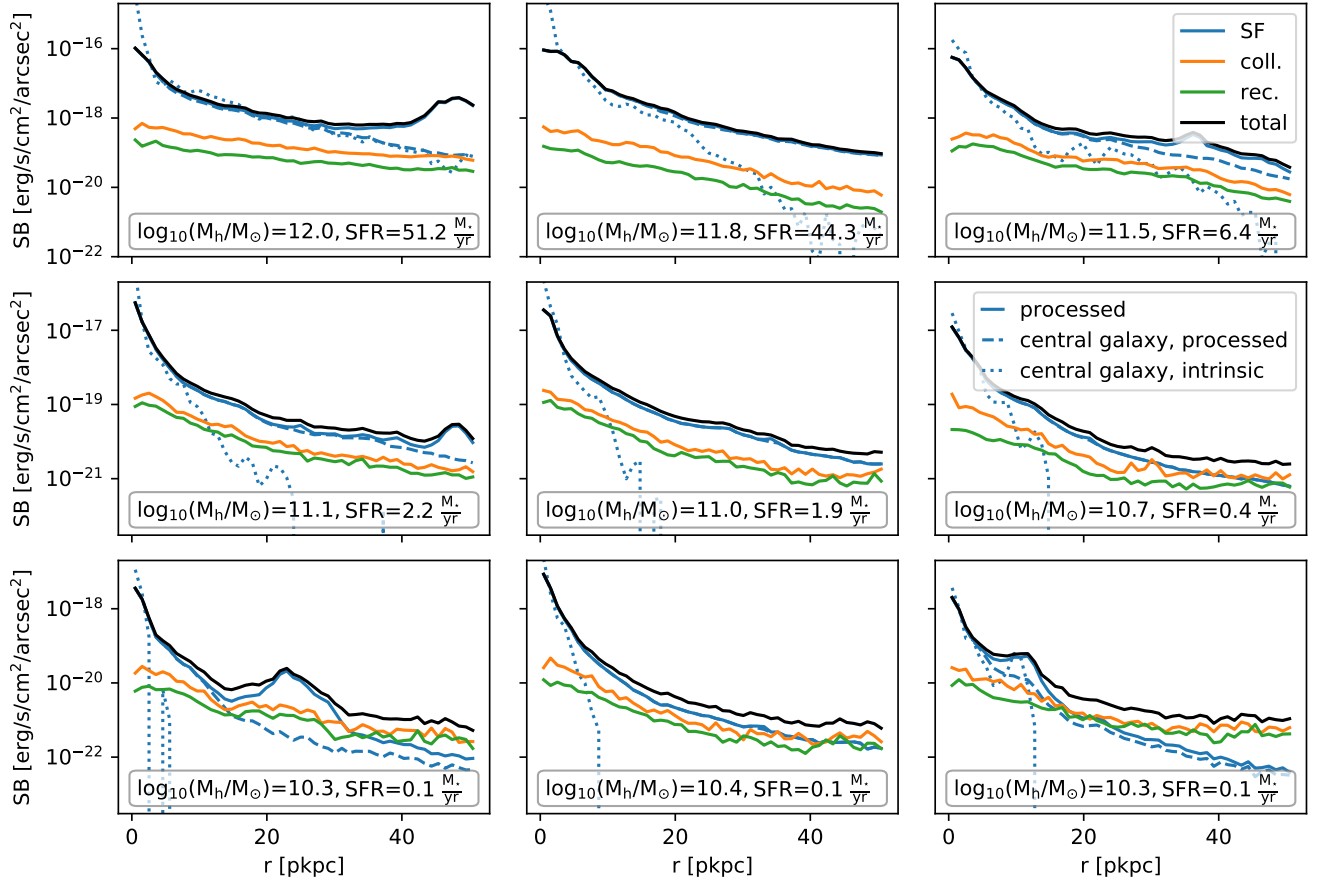 SB [erg/s/cm²/arcsec²]
10⁻¹⁶
10⁻¹⁸
10⁻²⁰
10⁻²²
log₁₀(Mₕ/M⊙)=12.0, SFR=51.2 M⋆/yr
log₁₀(Mₕ/M⊙)=11.8, SFR=44.3 M⋆/yr
SF
coll.
rec.
total
log₁₀(Mₕ/M⊙)=11.5, SFR=6.4 M⋆/yr
SB [erg/s/cm²/arcsec²]
10⁻¹⁷
10⁻¹⁹
10⁻²¹
log₁₀(Mₕ/M⊙)=11.1, SFR=2.2 M⋆/yr
log₁₀(Mₕ/M⊙)=11.0, SFR=1.9 M⋆/yr
processed
central galaxy, processed
central galaxy, intrinsic
log₁₀(Mₕ/M⊙)=10.7, SFR=0.4 M⋆/yr
SB [erg/s/cm²/arcsec²]
10⁻¹⁸
10⁻²⁰
10⁻²²
log₁₀(Mₕ/M⊙)=10.3, SFR=0.1 M⋆/yr
log₁₀(Mₕ/M⊙)=10.4, SFR=0.1 M⋆/yr
log₁₀(Mₕ/M⊙)=10.3, SFR=0.1 M⋆/yr
0 20 40
0 20 40
0 20 40
r [pkpc]
r [pkpc]
r [pkpc]